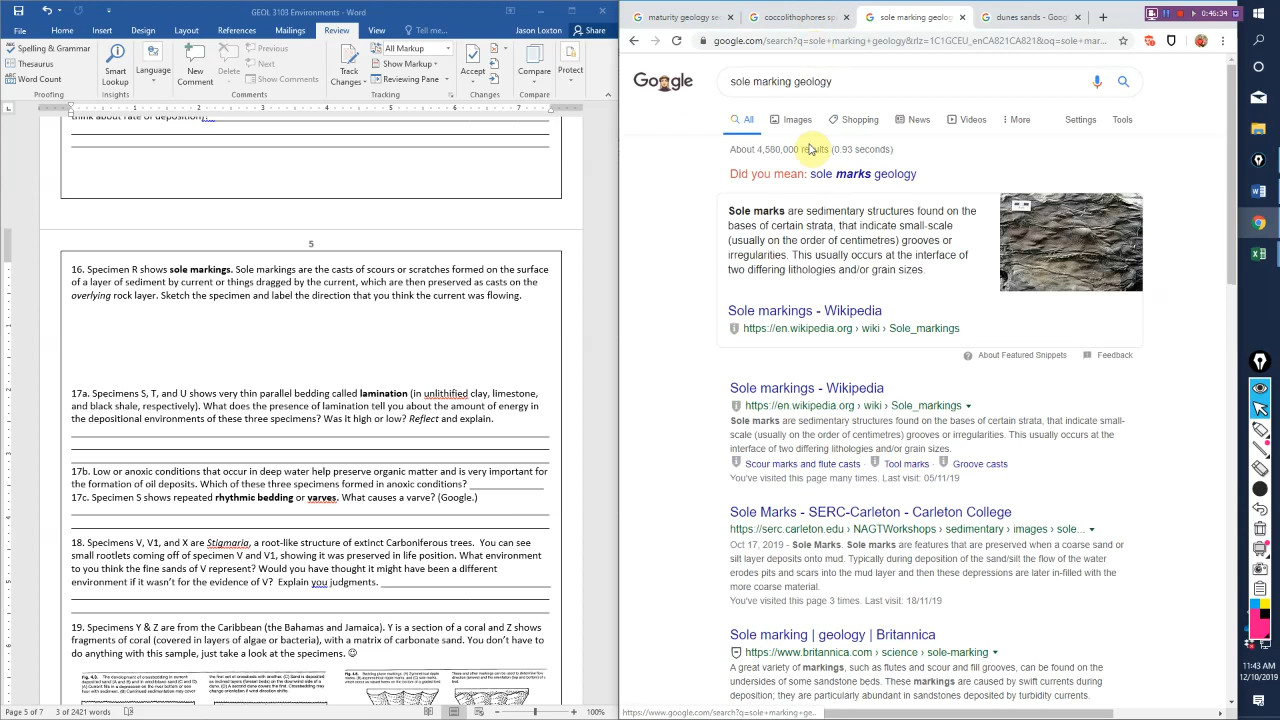 GEOL 3103 Environments - Word
File Home Insert Design Layout References Mailings Review View Tell me... Jason Loxton Share
Spelling & Grammar
Thesaurus
Word Count
Proofing
Smart Lookup
Language
New Comment
Delete
Previous
Next
Show Comments
Comments
Track Changes
All Markup
Show Markup
Reviewing Pane
Tracking
Accept
Changes
Compare
Compare
Protect
think about rate of deposition)?
5
16. Specimen R shows sole markings. Sole markings are the casts of scours or scratches formed on the surface
of a layer of sediment by current or things dragged by the current, which are then preserved as casts on the
overlying rock layer. Sketch the specimen and label the direction that you think the current was flowing.
17a. Specimens S, T, and U shows very thin parallel bedding called lamination (in unlithified clay, limestone,
and black shale, respectively). What does the presence of lamination tell you about the amount of energy in
the depositional environments of these three specimens? Was it high or low? Reflect and explain.
17b. Low or anoxic conditions that occur in deep water help preserve organic matter and is very important for
the formation of oil deposits. Which of these three specimens formed in anoxic conditions?
17c. Specimen S shows repeated rhythmic bedding or varves. What causes a varve? (Google.)
18. Specimens V, V1, and X are Stigmaria, a root-like structure of extinct Carboniferous trees. You can see
small rootlets coming off of specimen V and V1, showing it was preserved in life position. What environment
to you think the fine sands of V represent? Would you have thought it might have been a different
environment if it wasn't for the evidence of V? Explain you judgments.
19. Specimens Y & Z are from the Caribbean (the Bahamas and Jamaica). Y is a section of a coral and Z shows
fragments of coral (covered in layers of algae or bacteria), with a matrix of carbonate sand. You don't have to
do anything with this sample, just take a look at the specimens. ☺
Page 5 of 7 3 of 2421 words 100%
maturity geology se
coccolithophores sp
sole marking geolog
dunes sands - Goog
00:46:34
google.com/search?q=sole+marking+geology&rlz=1C1GCEU_enCA821CA821&oq=sole+mar...
Google
sole marking geology
All Images Shopping News Videos More Settings Tools
About 4,580,000 results (0.93 seconds)
Did you mean: sole marks geology
Sole marks are sedimentary structures found on the
bases of certain strata, that indicate small-scale
(usually on the order of centimetres) grooves or
irregularities. This usually occurs at the interface of
two differing lithologies and/or grain sizes.
Sole markings - Wikipedia
https://en.wikipedia.org › wiki › Sole_markings
About Featured Snippets Feedback
Sole markings - Wikipedia
https://en.wikipedia.org › wiki › Sole_markings
Sole marks are sedimentary structures found on the bases of certain strata, that indicate small-
scale (usually on the order of centimetres) grooves or irregularities. This usually occurs at the
interface of two differing lithologies and/or grain sizes.
Scour marks and flute casts · Tool marks · Groove casts
You've visited this page many times. Last visit: 05/11/19
Sole Marks - SERC-Carleton - Carleton College
https://serc.carleton.edu › NAGTWorkshops › sedimentary › images › sole...
Oct 17, 2019 - Sole Marks. Sole marks are features that are preserved when a coarse sand or
silt layer deposits onto mud. Typically during deposition of the sand/silt the flow of the water
erodes pits and scars into the mud layer and then these depressions are later in-filled with the
more coarse material.
You've visited this page 3 times. Last visit: 18/11/19
Sole marking | geology | Britannica
https://www.britannica.com › science › sole-marking
A great variety of markings, such as flutes and scour and fill grooves, can be found on the
undersides of some sandstone beds. These markings are caused by swift currents during
deposition; they are particularly abundant in sandstones deposited by turbidity currents.
https://www.google.com/search?q=sole+marking+ge...
11:43 AM
12/10/2019